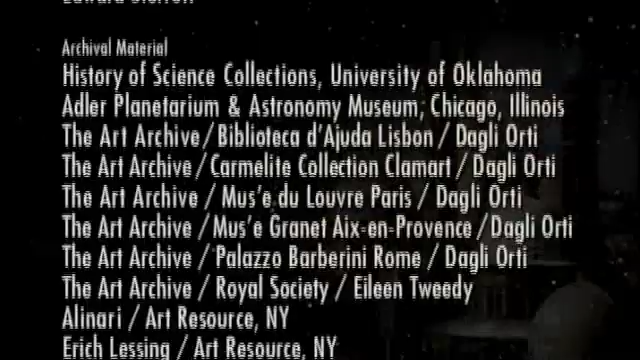 Archival Material
History of Science Collections, University of Oklahoma
Adler Planetarium & Astronomy Museum, Chicago, Illinois
The Art Archive / Biblioteca d'Ajuda Lisbon / Dagli Orti
The Art Archive / Carmelite Collection Clamart / Dagli Orti
The Art Archive / Mus'e du Louvre Paris / Dagli Orti
The Art Archive / Mus'e Granet Aix-en-Provence / Dagli Orti
The Art Archive / Palazzo Barberini Rome / Dagli Orti
The Art Archive / Royal Society / Eileen Tweedy
Alinari / Art Resource, NY
Erich Lessing / Art Resource, NY